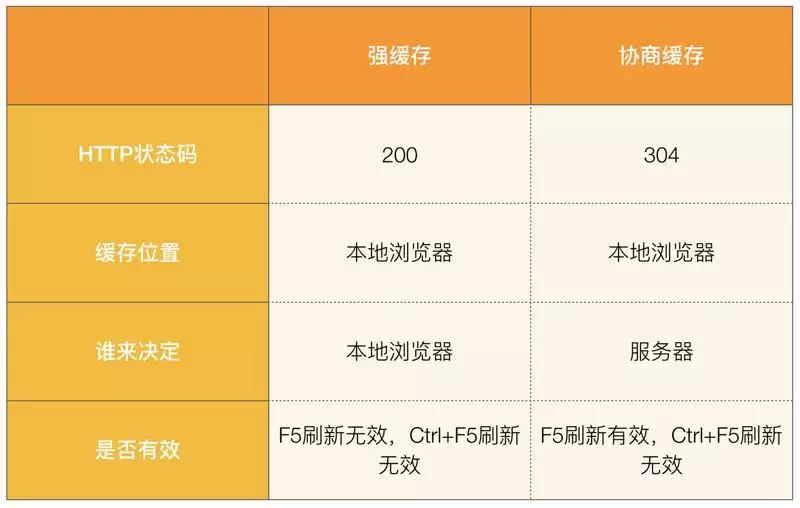 强缓存
协商缓存
HTTP状态码
200
304
缓存位置
本地浏览器
本地浏览器
谁来决定
本地浏览器
服务器
是否有效
F5刷新无效，Ctrl+F5刷新
无效
F5刷新有效，Ctrl+F5刷新
无效